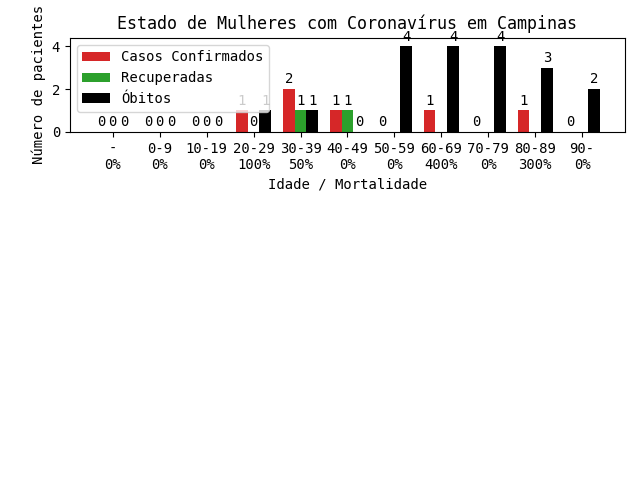 Estado de Mulheres com Coronavírus em Campinas
Número de pacientes
4
2
0
Casos Confirmados
Recuperadas
Óbitos
0 0 0 0 0 0 0 0 0 1 0 1 2 1 1 1 1 0 0 4 1 4 0 4 1 3 0 2
- 0-9 10-19 20-29 30-39 40-49 50-59 60-69 70-79 80-89 90-
0% 0% 0% 100% 50% 0% 0% 400% 0% 300% 0%
Idade / Mortalidade